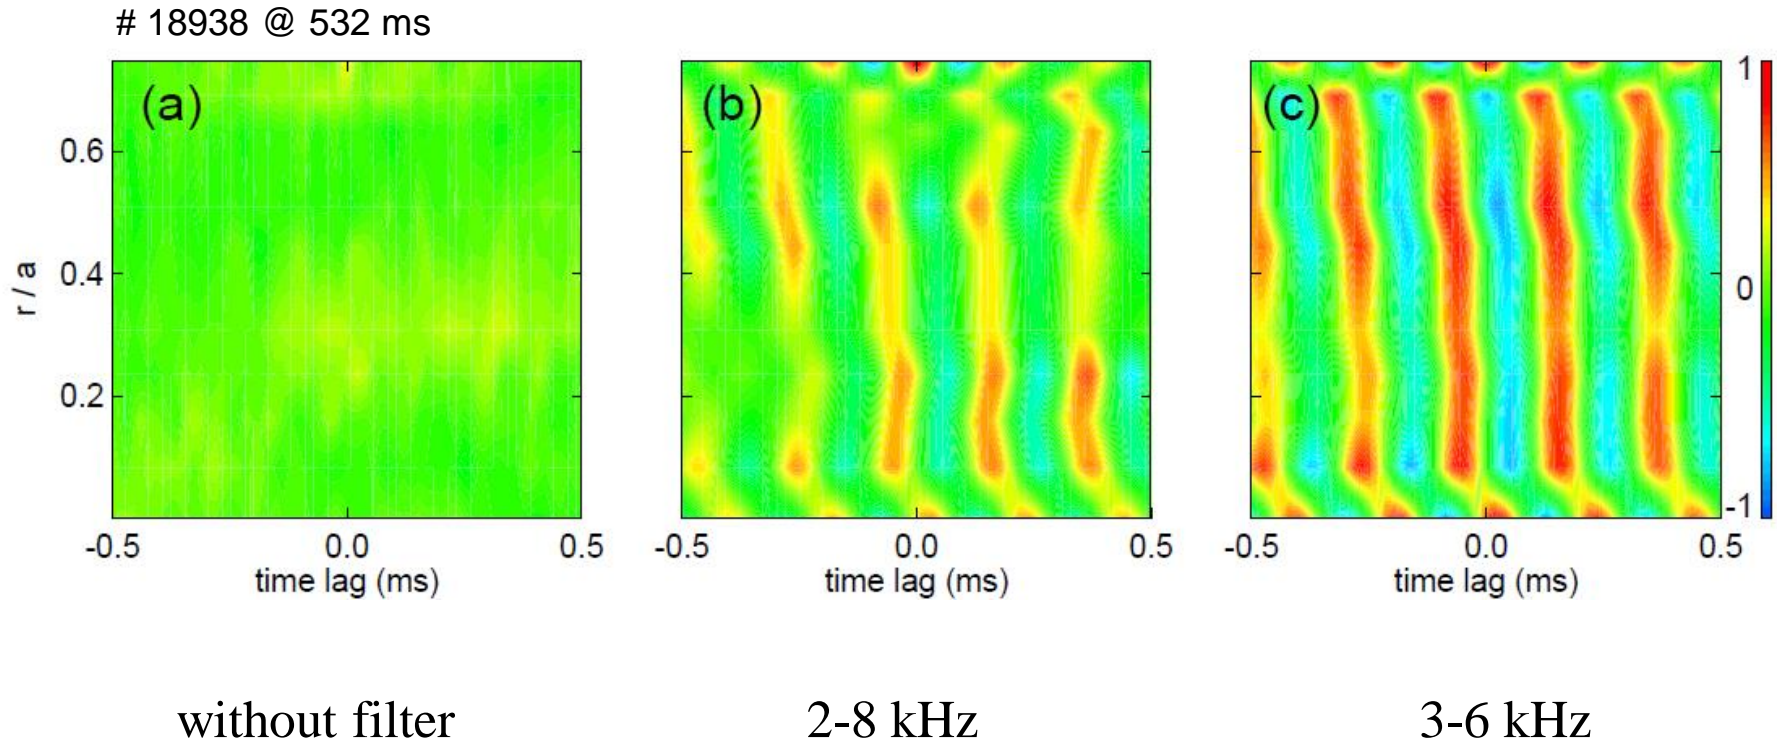 # 18938 @ 532 ms
(a)
(b)
(c)
r / a
0.6
0.4
0.2
-0.5 0.0 0.5
time lag (ms)
-0.5 0.0 0.5
time lag (ms)
-0.5 0.0 0.5
time lag (ms)
1
0
-1
without filter
2-8 kHz
3-6 kHz